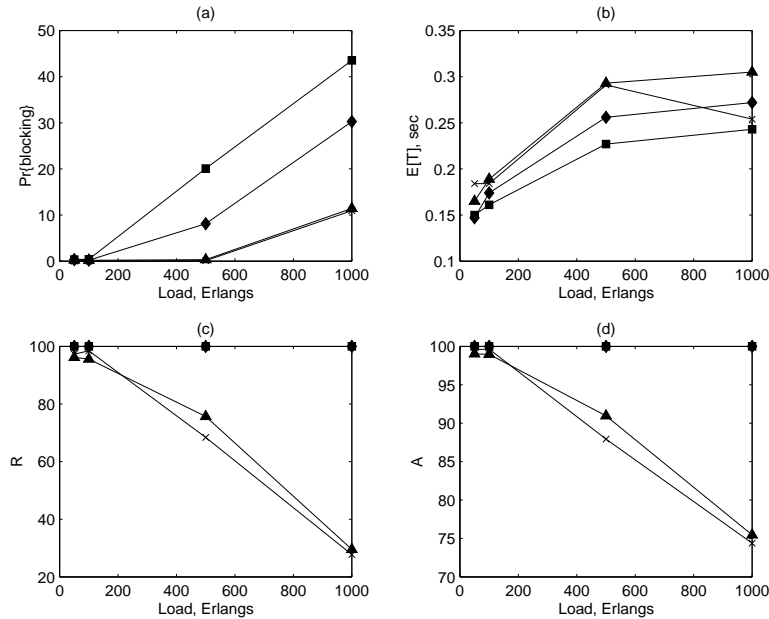 (a)
50
40
30
20
10
0
Pr{blocking}
0 200 400 600 800 1000
Load, Erlangs
(b)
0.35
0.3
0.25
0.2
0.15
0.1
E[T], sec
0 200 400 600 800 1000
Load, Erlangs
(c)
100
80
60
40
20
R
0 200 400 600 800 1000
Load, Erlangs
(d)
100
95
90
85
80
75
70
A
0 200 400 600 800 1000
Load, Erlangs